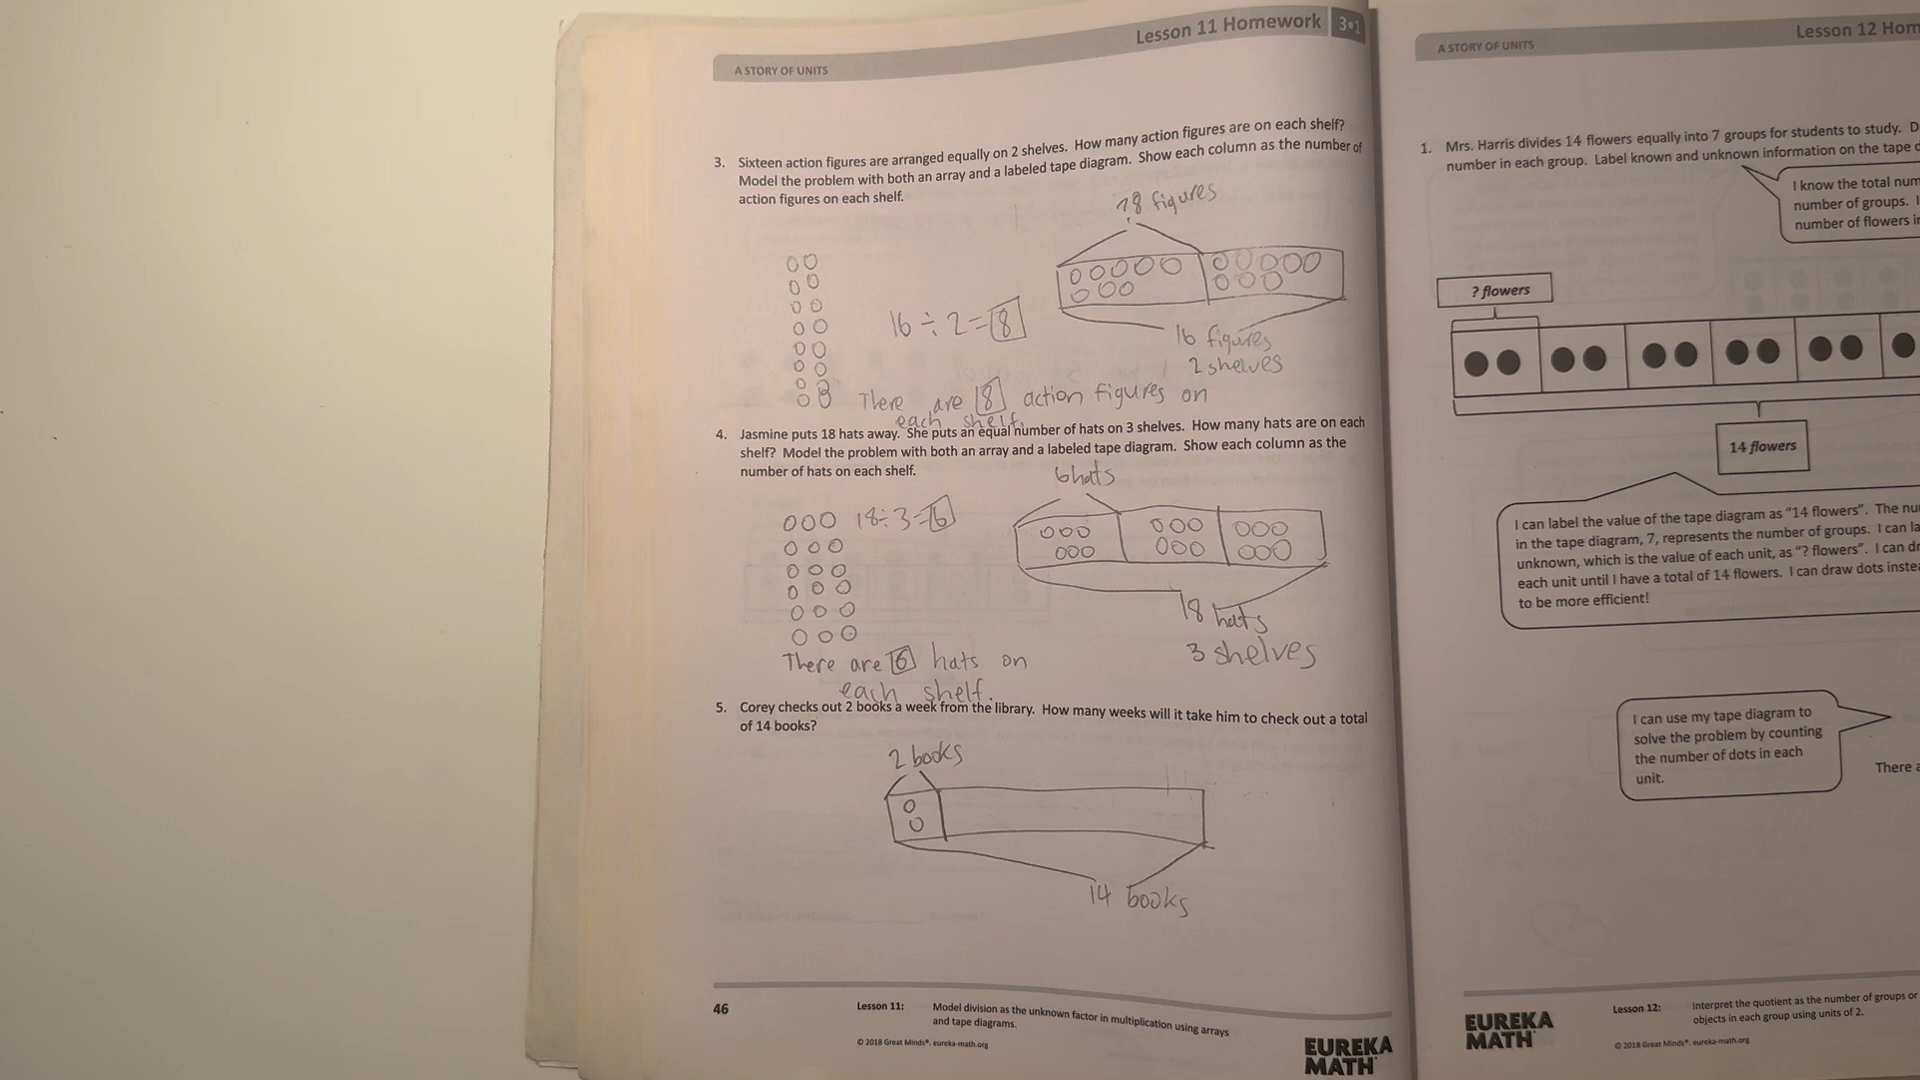 Lesson 11 Homework 3•1
A STORY OF UNITS
3. Sixteen action figures are arranged equally on 2 shelves. How many action figures are on each shelf?
Model the problem with both an array and a labeled tape diagram. Show each column as the number of
action figures on each shelf.
8 figures
16 ÷ 2 = 8
16 figures
2 shelves
There are 8 action figures on
each shelf.
4. Jasmine puts 18 hats away. She puts an equal number of hats on 3 shelves. How many hats are on each
shelf? Model the problem with both an array and a labeled tape diagram. Show each column as the
number of hats on each shelf.
6 hats
18 ÷ 3 = 6
18 hats
3 shelves
There are 6 hats on
each shelf.
5. Corey checks out 2 books a week from the library. How many weeks will it take him to check out a total
of 14 books?
2 books
14 books
46
Lesson 11: Model division as the unknown factor in multiplication using arrays
and tape diagrams.
© 2018 Great Minds®. eureka-math.org
EUREKA
MATH
A STORY OF UNITS
Lesson 12 Hom
1. Mrs. Harris divides 14 flowers equally into 7 groups for students to study. D
number in each group. Label known and unknown information on the tape d
I know the total num
number of groups. I
number of flowers in
? flowers
14 flowers
I can label the value of the tape diagram as “14 flowers”. The nu
in the tape diagram, 7, represents the number of groups. I can la
unknown, which is the value of each unit, as “? flowers”. I can dr
each unit until I have a total of 14 flowers. I can draw dots instea
to be more efficient!
I can use my tape diagram to
solve the problem by counting
the number of dots in each
unit.
There a
EUREKA
MATH
Lesson 12: Interpret the quotient as the number of groups or
objects in each group using units of 2.
© 2018 Great Minds®. eureka-math.org